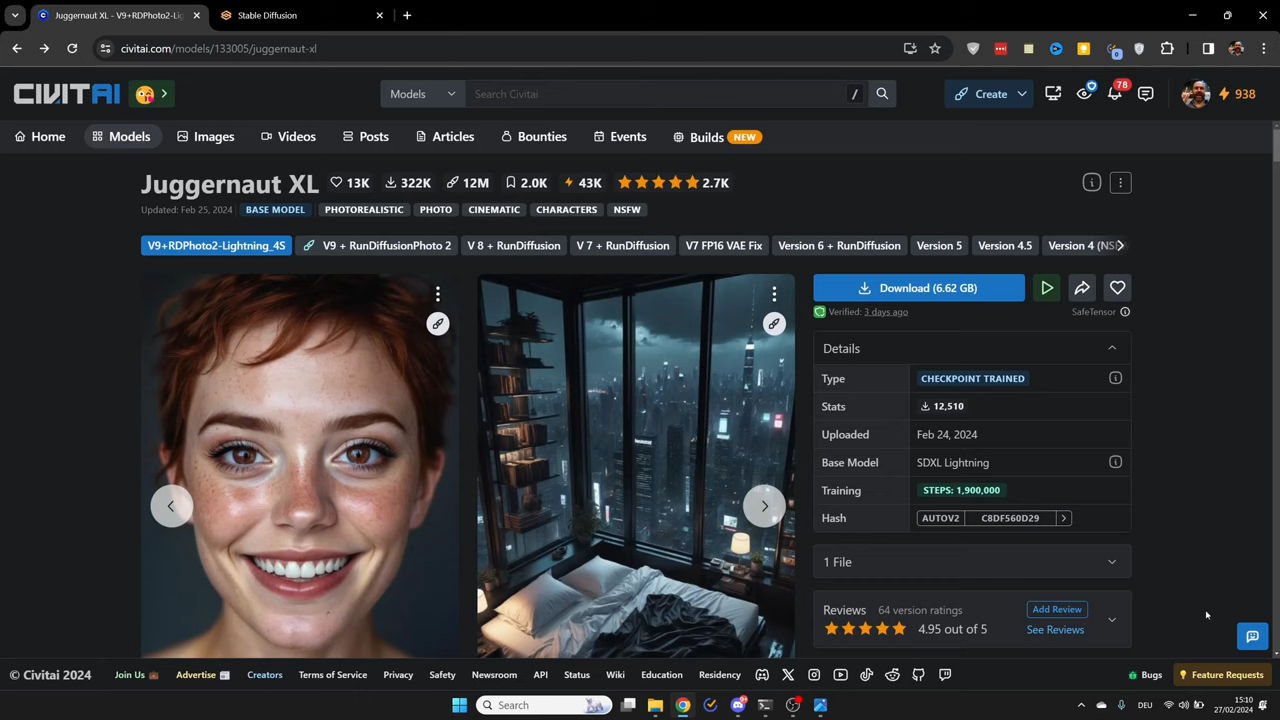 Juggernaut XL - V9+RDPhoto2-Lig
Stable Diffusion
civitai.com/models/133005/juggernaut-xl
CIVITAI
Models
Search Civitai
/
Create
78
938
Home
Models
Images
Videos
Posts
Articles
Bounties
Events
Builds NEW
Juggernaut XL 13K 322K 12M 2.0K 43K 2.7K
Updated: Feb 25, 2024 BASE MODEL PHOTOREALISTIC PHOTO CINEMATIC CHARACTERS NSFW
V9+RDPhoto2-Lightning_4S V9 + RunDiffusionPhoto 2 V 8 + RunDiffusion V 7 + RunDiffusion V7 FP16 VAE Fix Version 6 + RunDiffusion Version 5 Version 4.5 Version 4 (NS
Download (6.62 GB)
Verified: 3 days ago
SafeTensor
Details
Type CHECKPOINT TRAINED
Stats 12,510
Uploaded Feb 24, 2024
Base Model SDXL Lightning
Training STEPS: 1,900,000
Hash AUTOV2 C8DF560D29
1 File
Reviews 64 version ratings Add Review
4.95 out of 5 See Reviews
© Civitai 2024 Join Us Advertise Creators Terms of Service Privacy Safety Newsroom API Status Wiki Education Residency Bugs Feature Requests
Search
DEU
15:10
27/02/2024